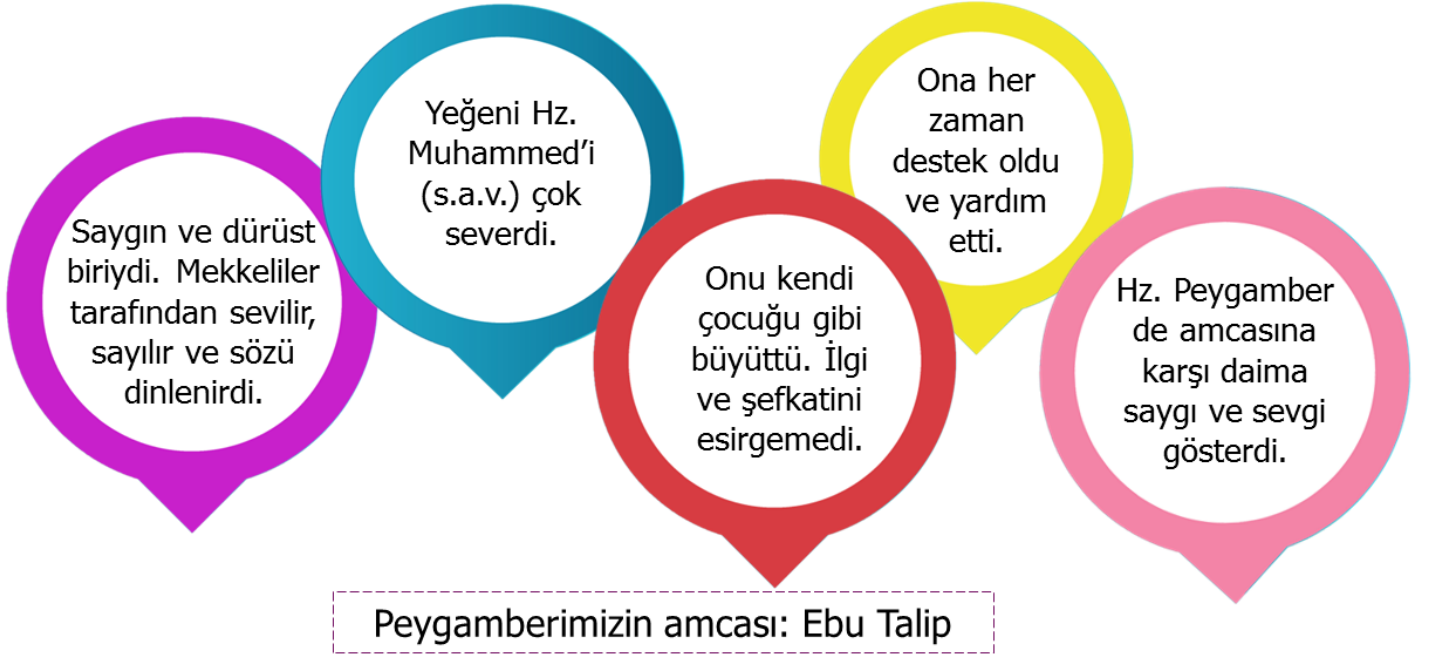 Saygın ve dürüst
biriydi. Mekkeliler
tarafından sevilir,
sayılır ve sözü
dinlenirdi.
Yeğeni Hz.
Muhammed’i
(s.a.v.) çok
severdi.
Onu kendi
çocuğu gibi
büyüttü. İlgi
ve şefkatini
esirgemedi.
Ona her
zaman
destek oldu
ve yardım
etti.
Hz. Peygamber
de amcasına
karşı daima
saygı ve sevgi
gösterdi.
Peygamberimizin amcası: Ebu Talip